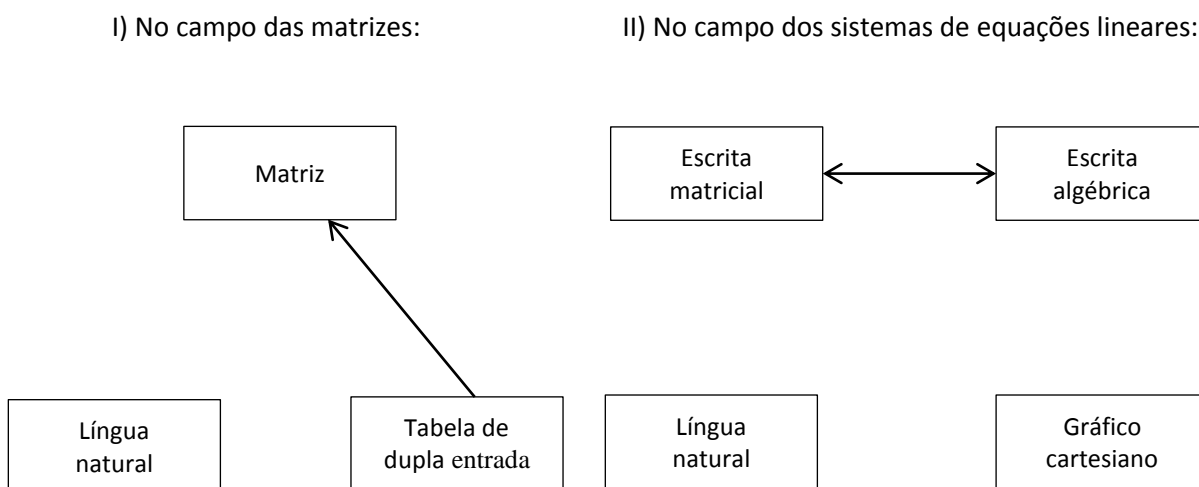 I) No campo das matrizes:
II) No campo dos sistemas de equações lineares:
Matriz
Escrita
matricial
Escrita
algébrica
Língua
natural
Tabela de
dupla entrada
Língua
natural
Gráfico
cartesiano